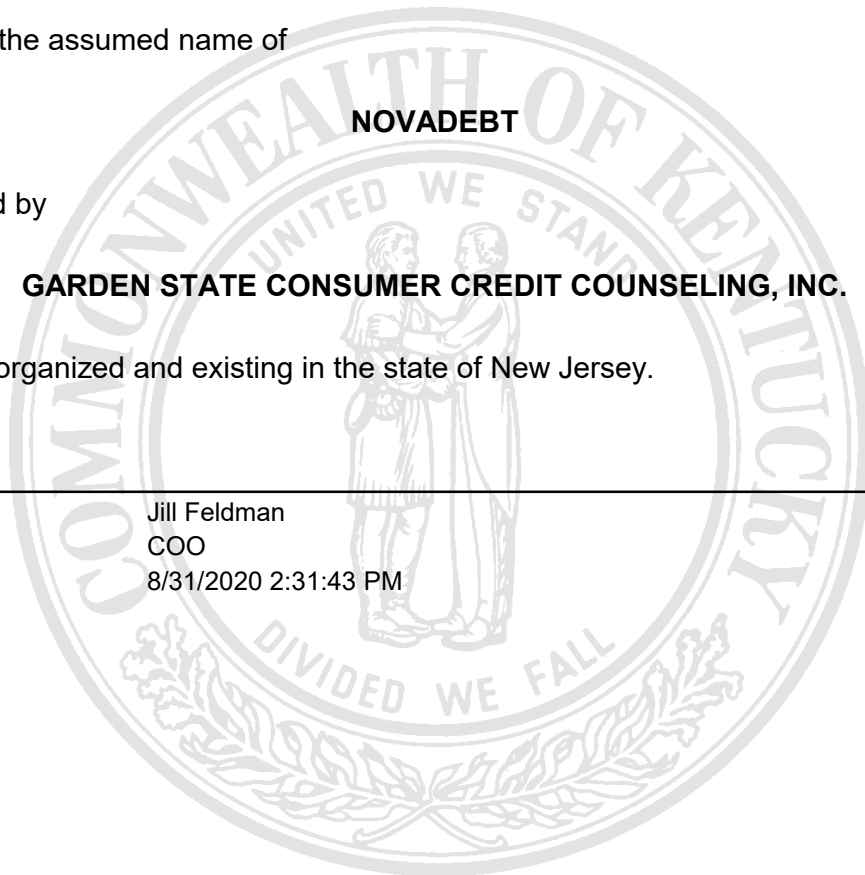 the assumed name of
NOVADEBT
d by
GARDEN STATE CONSUMER CREDIT COUNSELING, INC.
organized and existing in the state of New Jersey.
Jill Feldman
COO
8/31/2020 2:31:43 PM
COMMONWEALTH OF KENTUCKY
UNITED WE STAND
DIVIDED WE FALL